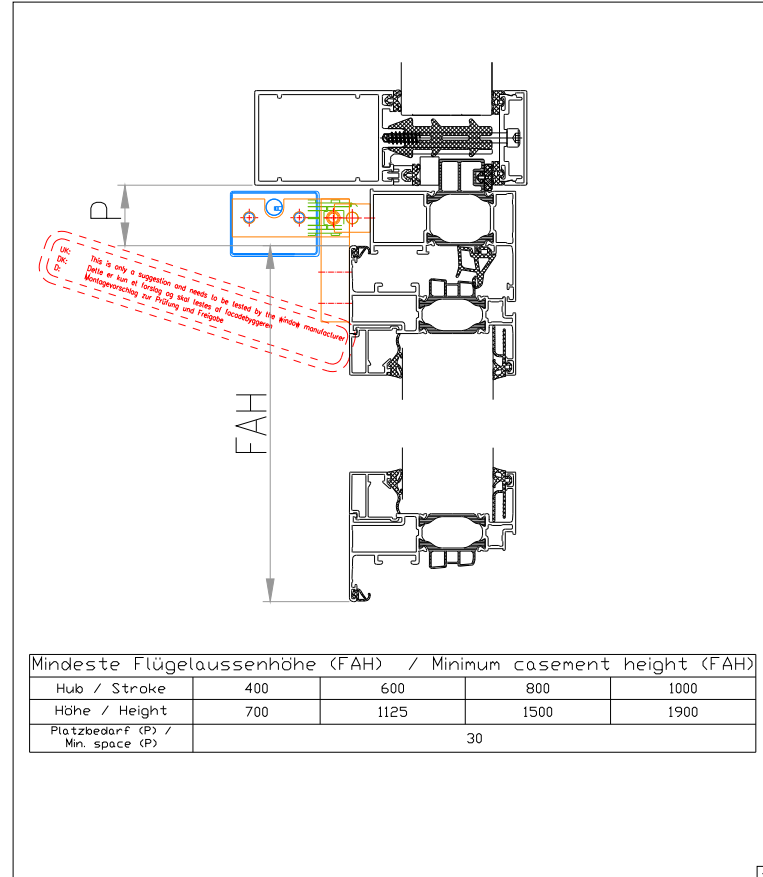 P
UK: This is only a suggestion and needs to be tested by the window manufacturer
DK: Dette er kun et forslag og skal testes af facadebyggeren
D: Montagevorschlag zur Prüfung und Freigabe
FAH
Mindeste Flügelaussenhöhe (FAH) / Minimum casement height (FAH)
Hub / Stroke 400 600 800 1000
Höhe / Height 700 1125 1500 1900
Platzbedarf (P) /
Min. space (P) 30